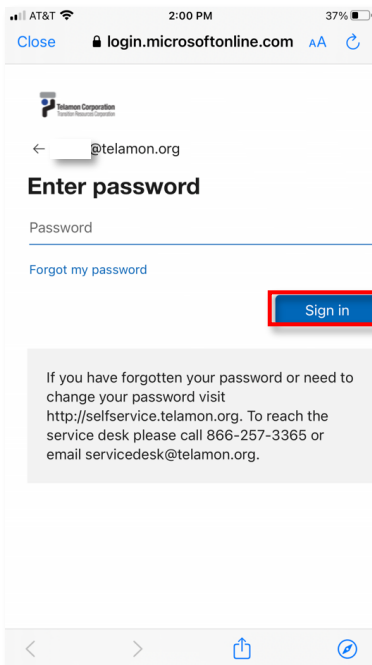 AT&T 2:00 PM 37%
Close login.microsoftonline.com AA
Telamon Corporation
Transition Resources Corporation
@telamon.org
Enter password
Password
Forgot my password
Sign in
If you have forgotten your password or need to
change your password visit
http://selfservice.telamon.org. To reach the
service desk please call 866-257-3365 or
email servicedesk@telamon.org.